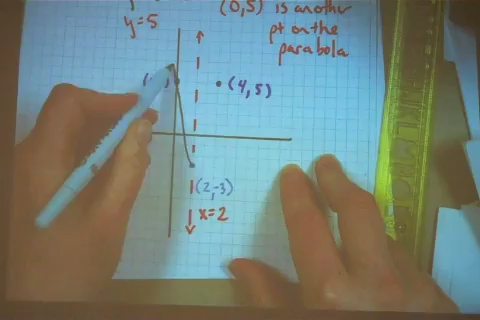 y=5
(0,5) is another
pt on the
parabola
(4,5)
(2,-3)
x=2